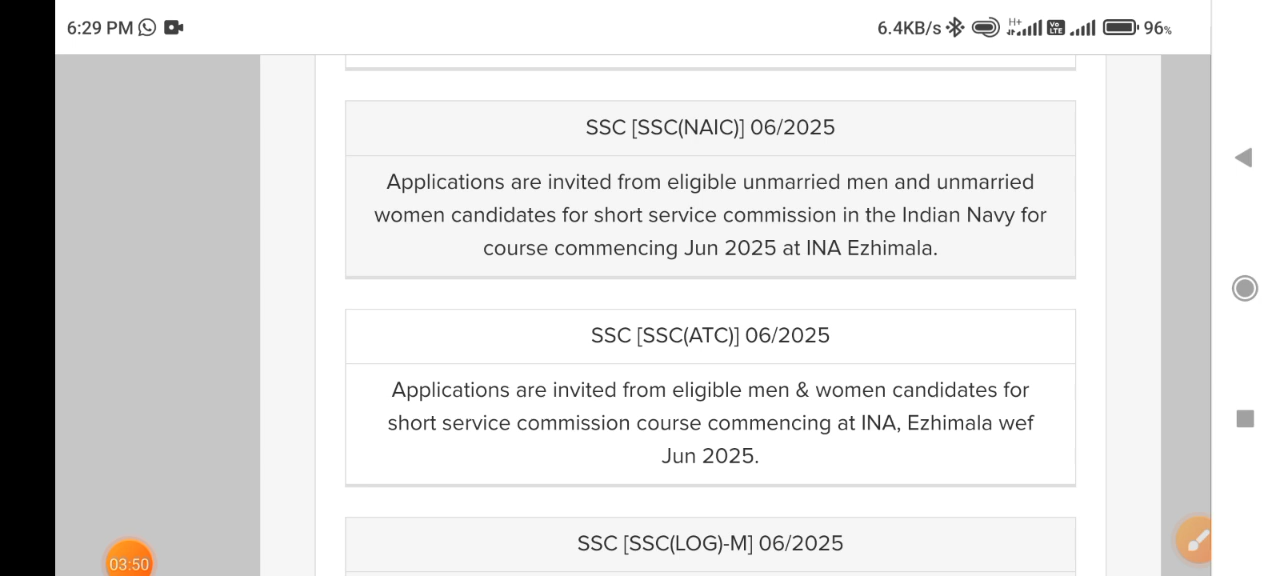 6:29 PM
6.4KB/s
H+
Vo
LTE
96%
SSC [SSC(NAIC)] 06/2025
Applications are invited from eligible unmarried men and unmarried
women candidates for short service commission in the Indian Navy for
course commencing Jun 2025 at INA Ezhimala.
SSC [SSC(ATC)] 06/2025
Applications are invited from eligible men & women candidates for
short service commission course commencing at INA, Ezhimala wef
Jun 2025.
SSC [SSC(LOG)-M] 06/2025
03:50